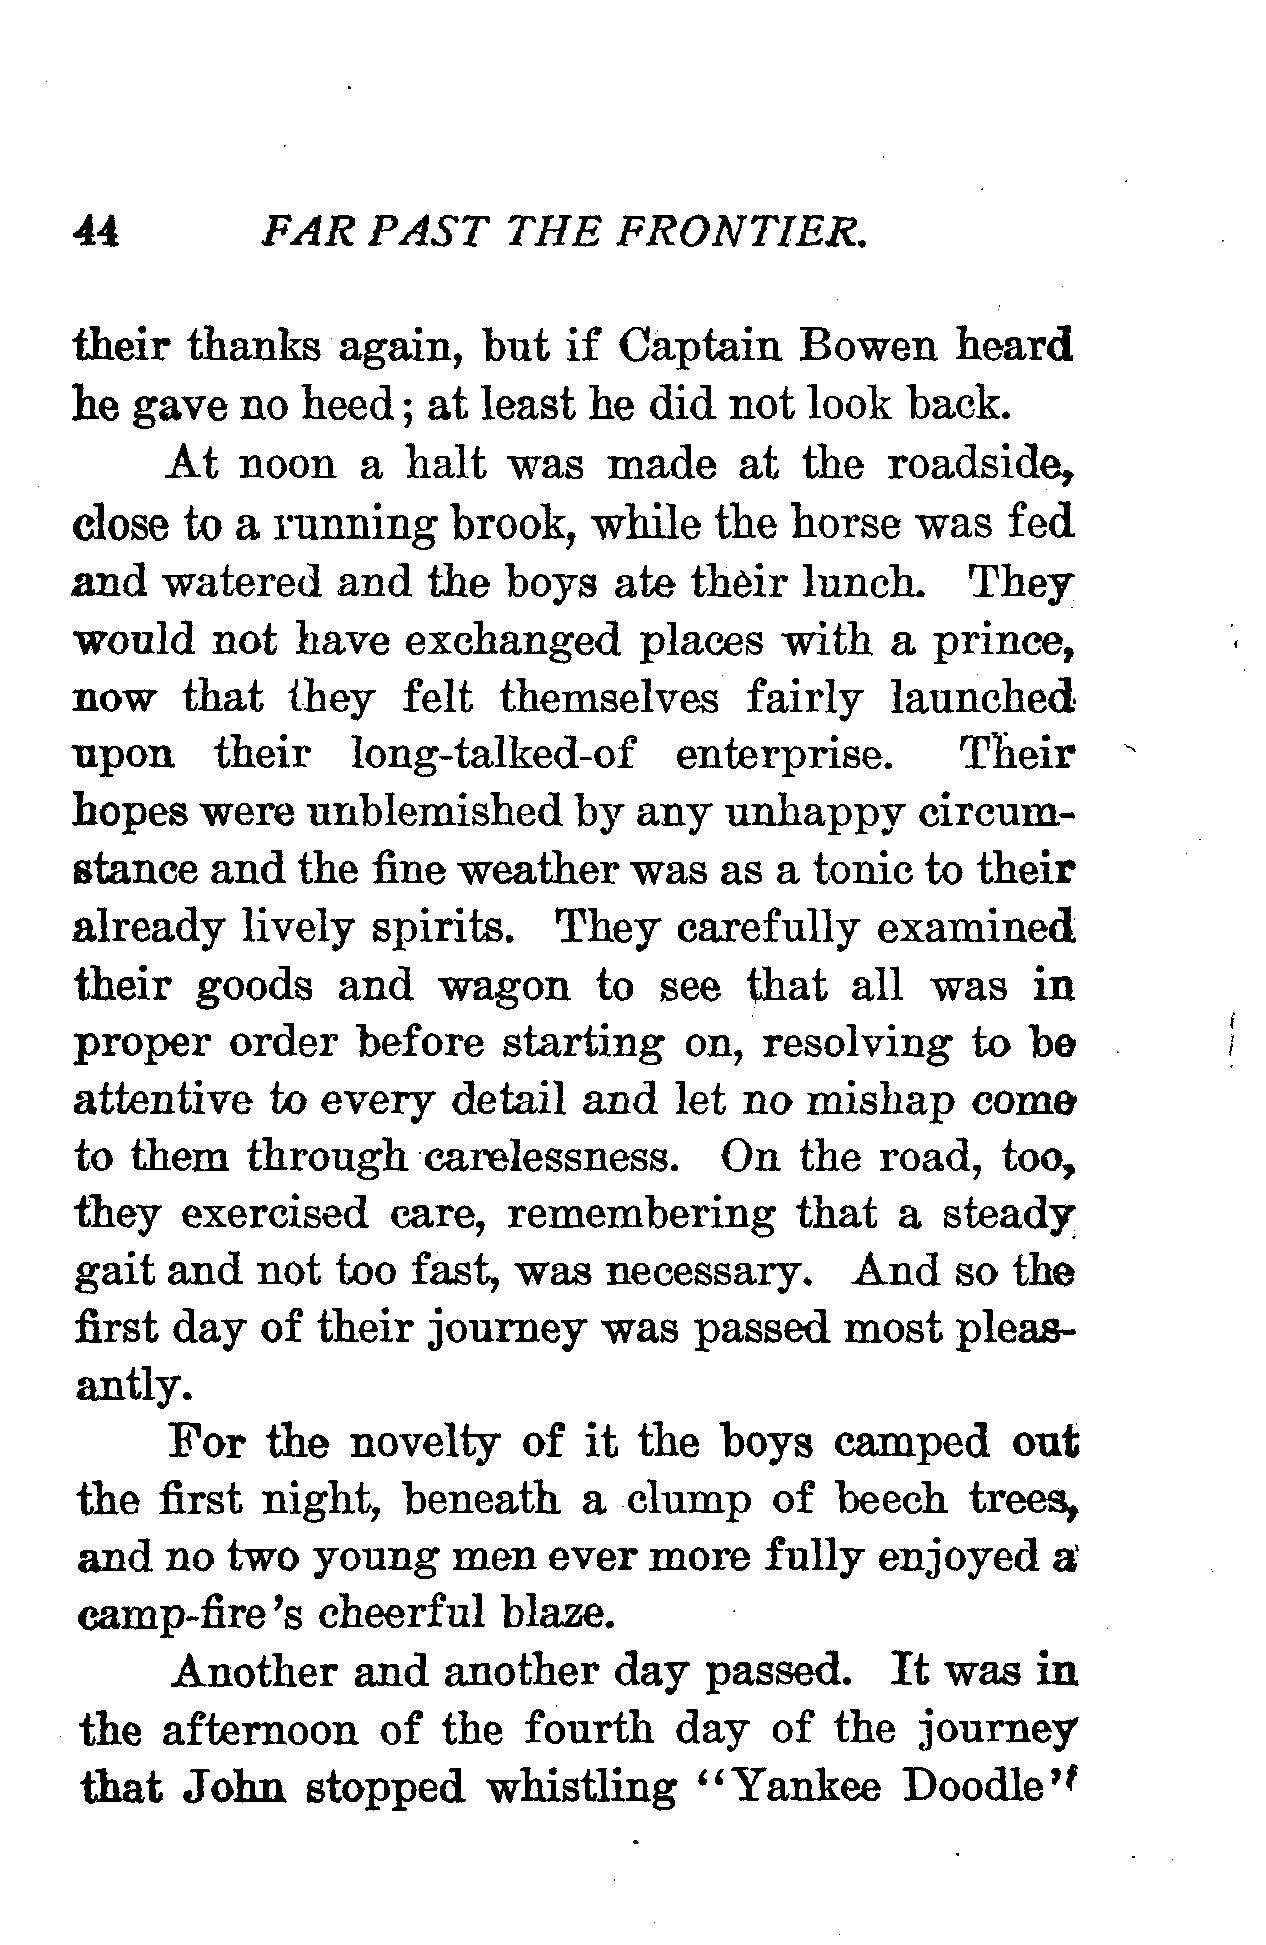 44 FAR PAST THE FRONTIER.
their thanks again, but if Captain Bowen heard
he gave no heed; at least he did not look back.
At noon a halt was made at the roadside,
close to a running brook, while the horse was fed
and watered and the boys ate their lunch. They
would not have exchanged places with a prince,
now that they felt themselves fairly launched
upon their long-talked-of enterprise. Their
hopes were unblemished by any unhappy circum-
stance and the fine weather was as a tonic to their
already lively spirits. They carefully examined
their goods and wagon to see that all was in
proper order before starting on, resolving to be
attentive to every detail and let no mishap come
to them through carelessness. On the road, too,
they exercised care, remembering that a steady
gait and not too fast, was necessary. And so the
first day of their journey was passed most pleas-
antly.
For the novelty of it the boys camped out
the first night, beneath a clump of beech trees,
and no two young men ever more fully enjoyed a
camp-fire's cheerful blaze.
Another and another day passed. It was in
the afternoon of the fourth day of the journey
that John stopped whistling "Yankee Doodle"